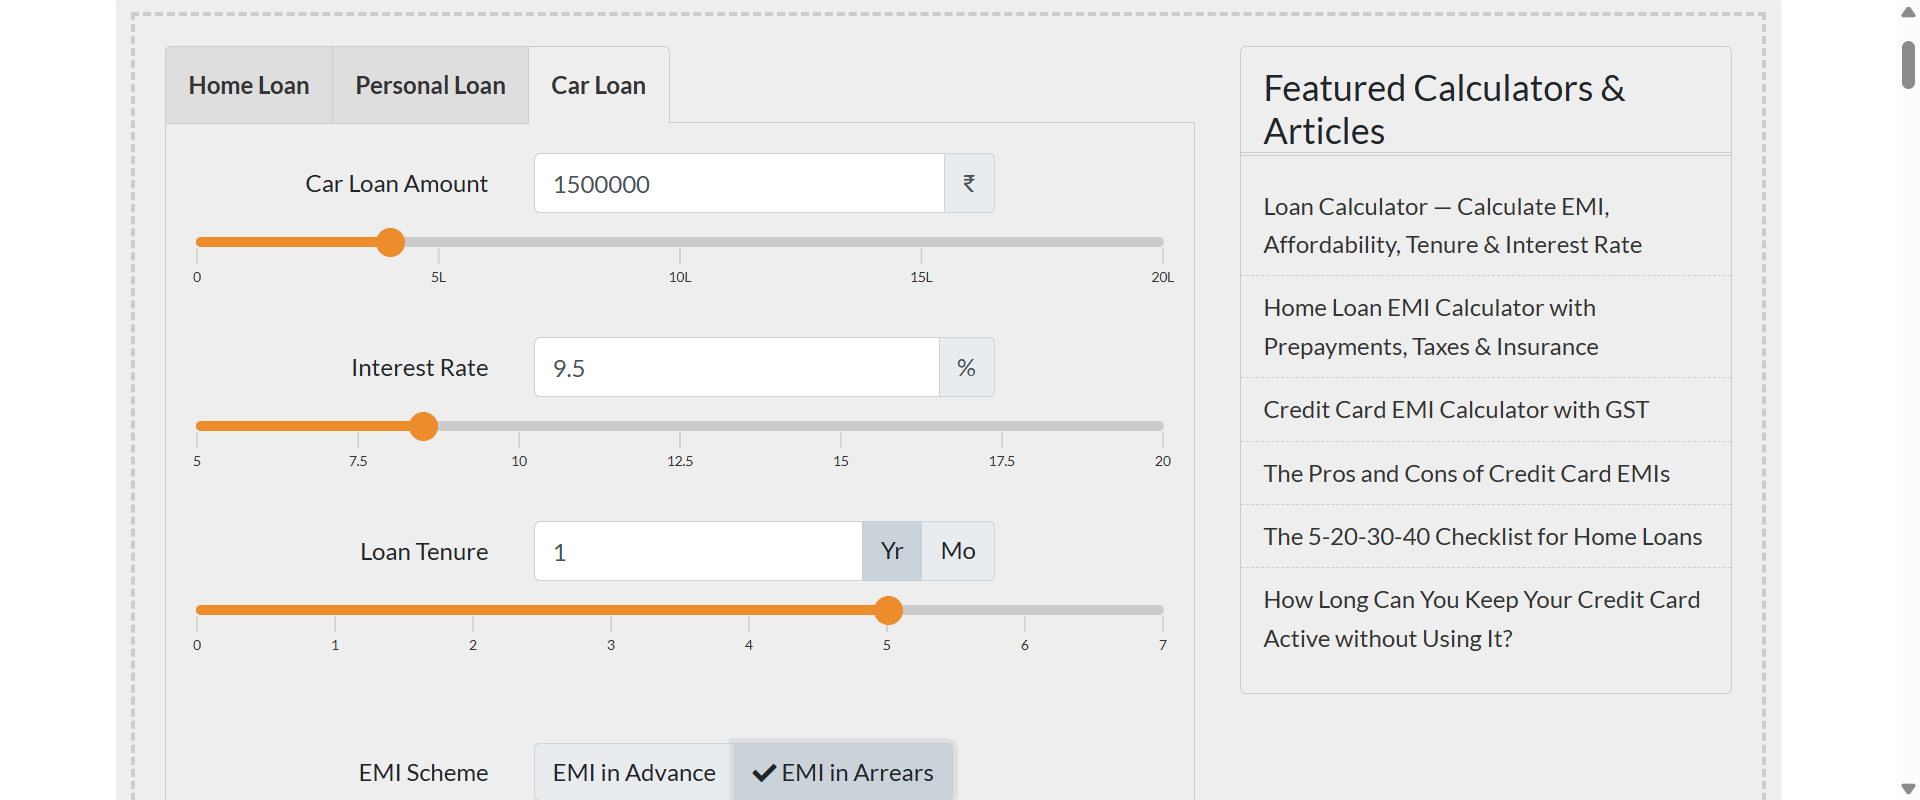 Home Loan
Personal Loan
Car Loan
Car Loan Amount
1500000
₹
0
5L
10L
15L
20L
Interest Rate
9.5
%
5
7.5
10
12.5
15
17.5
20
Loan Tenure
1
Yr
Mo
0
1
2
3
4
5
6
7
EMI Scheme
EMI in Advance
EMI in Arrears
Featured Calculators &
Articles
Loan Calculator — Calculate EMI,
Affordability, Tenure & Interest Rate
Home Loan EMI Calculator with
Prepayments, Taxes & Insurance
Credit Card EMI Calculator with GST
The Pros and Cons of Credit Card EMIs
The 5-20-30-40 Checklist for Home Loans
How Long Can You Keep Your Credit Card
Active without Using It?